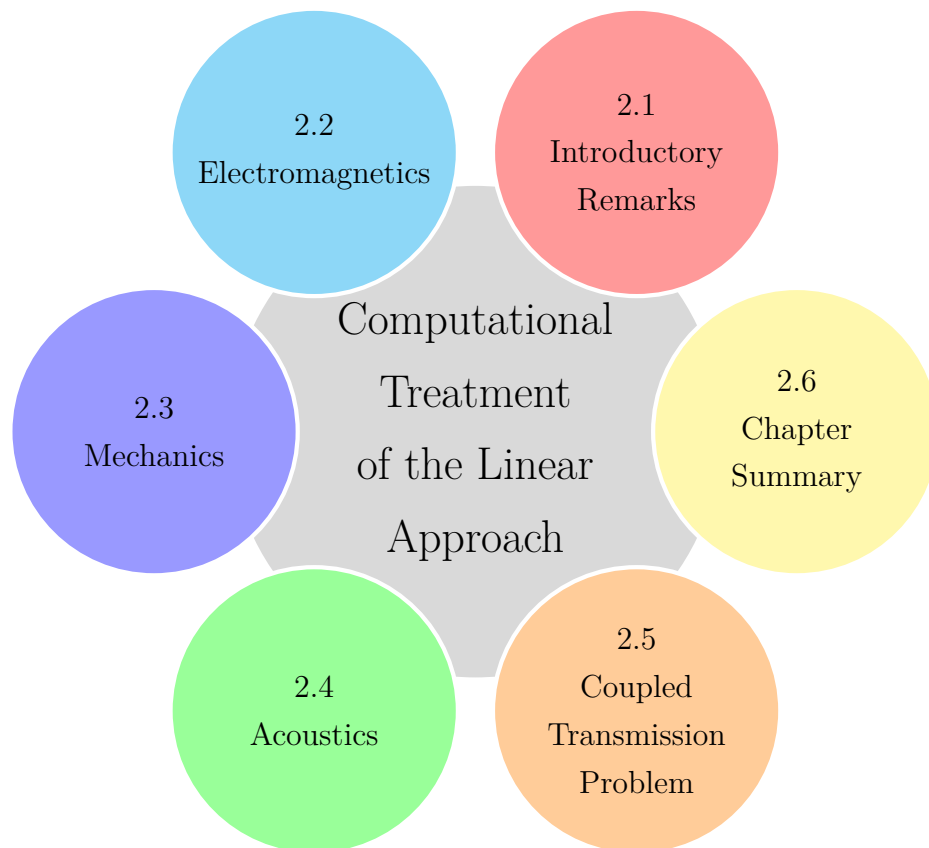 2.1
Introductory
Remarks
2.2
Electromagnetics
2.3
Mechanics
2.4
Acoustics
2.5
Coupled
Transmission
Problem
2.6
Chapter
Summary
Computational
Treatment
of the Linear
Approach